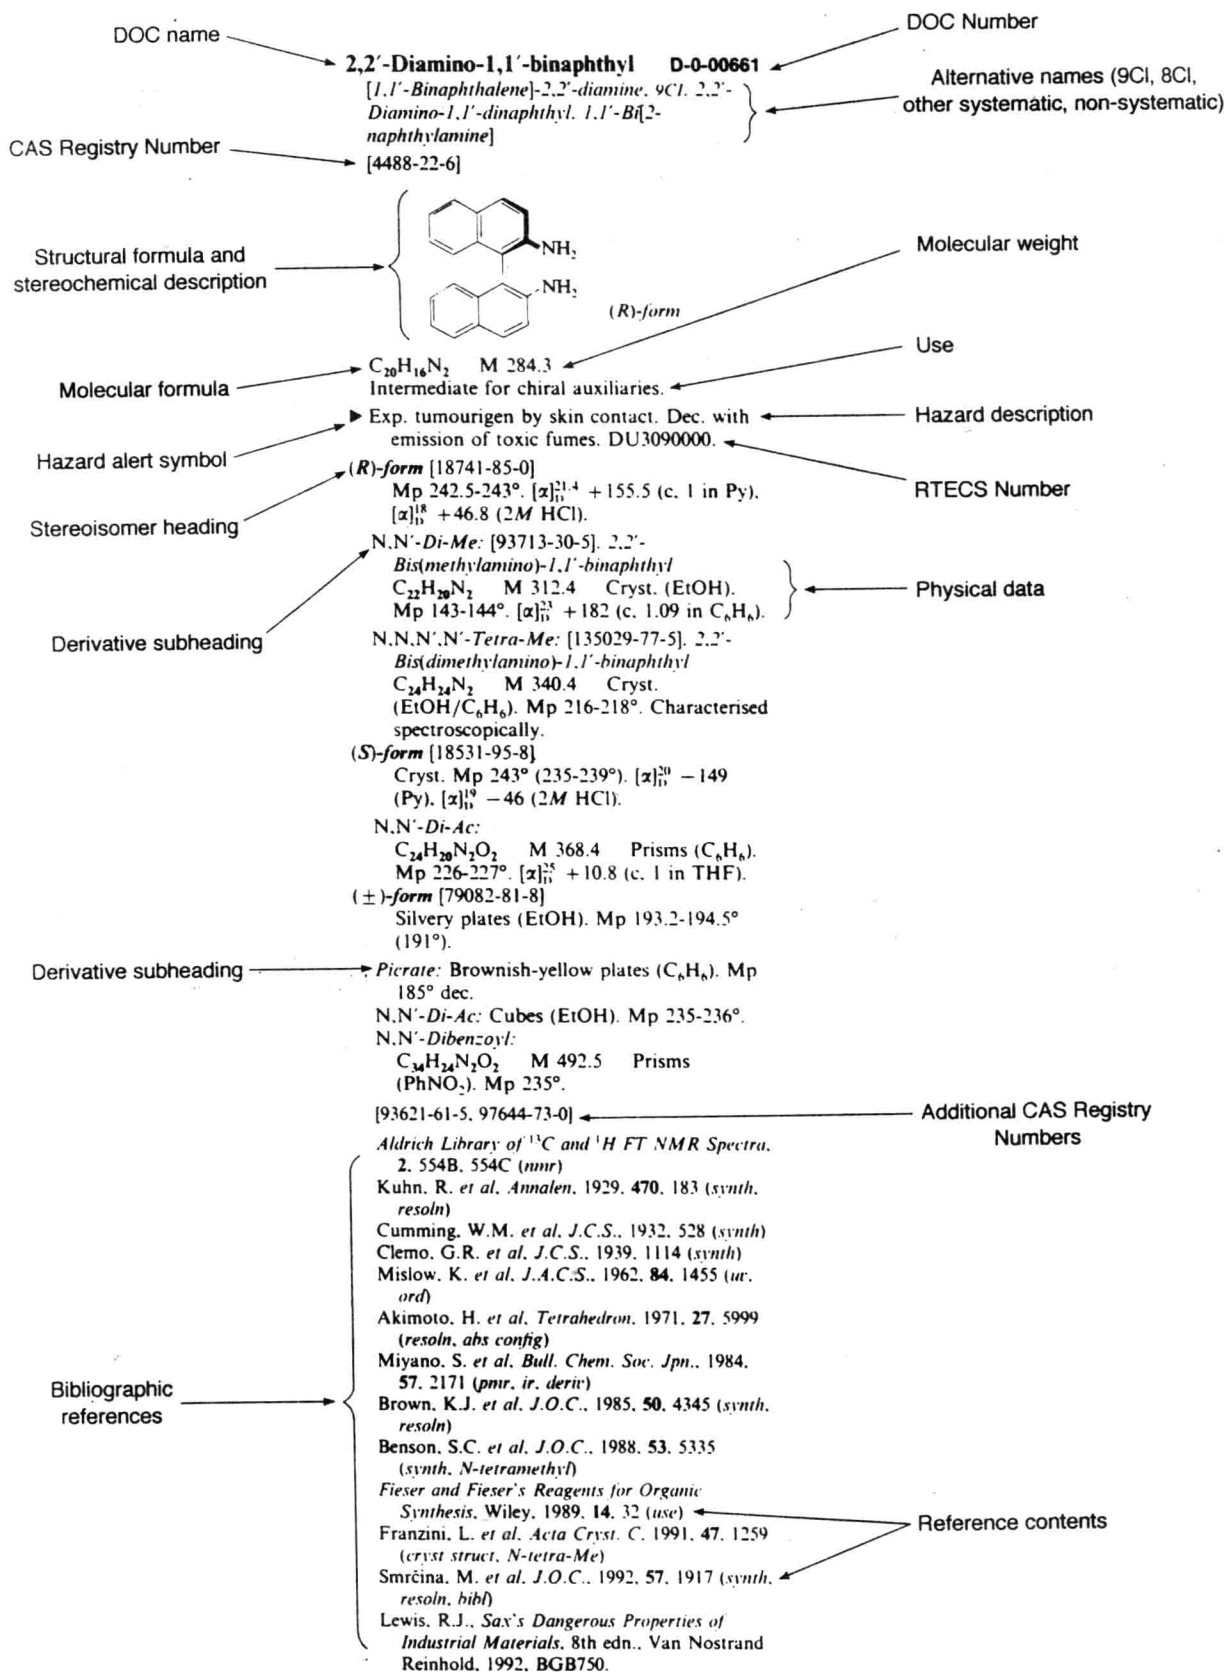 DOC name
DOC Number
2,2′-Diamino-1,1′-binaphthyl D-0-00661
[1,1′-Binaphthalene]-2,2′-diamine, 9CI. 2,2′-
Diamino-1,1′-dinaphthyl. 1,1′-Bi[2-
naphthylamine]
Alternative names (9CI, 8CI,
other systematic, non-systematic)
CAS Registry Number
[4488-22-6]
Structural formula and
stereochemical description
NH₂
NH₂
(R)-form
Molecular weight
Use
Molecular formula
C₂₀H₁₆N₂ M 284.3
Intermediate for chiral auxiliaries.
▶ Exp. tumourigen by skin contact. Dec. with
emission of toxic fumes. DU3090000.
Hazard description
Hazard alert symbol
RTECS Number
Stereoisomer heading
(R)-form [18741-85-0]
Mp 242.5-243°. [α]D²¹·⁴ +155.5 (c, 1 in Py).
[α]D¹⁸ +46.8 (2M HCl).
N,N′-Di-Me: [93713-30-5]. 2,2′-
Bis(methylamino)-1,1′-binaphthyl
C₂₂H₂₀N₂ M 312.4 Cryst. (EtOH).
Mp 143-144°. [α]D²³ +182 (c, 1.09 in C₆H₆).
Physical data
Derivative subheading
N,N,N′,N′-Tetra-Me: [135029-77-5]. 2,2′-
Bis(dimethylamino)-1,1′-binaphthyl
C₂₄H₂₄N₂ M 340.4 Cryst.
(EtOH/C₆H₆). Mp 216-218°. Characterised
spectroscopically.
(S)-form [18531-95-8]
Cryst. Mp 243° (235-239°). [α]D²⁰ −149
(Py). [α]D¹⁹ −46 (2M HCl).
N,N′-Di-Ac:
C₂₄H₂₀N₂O₂ M 368.4 Prisms (C₆H₆).
Mp 226-227°. [α]D²⁵ +10.8 (c, 1 in THF).
(±)-form [79082-81-8]
Silvery plates (EtOH). Mp 193.2-194.5°
(191°).
Derivative subheading
Picrate: Brownish-yellow plates (C₆H₆). Mp
185° dec.
N,N′-Di-Ac: Cubes (EtOH). Mp 235-236°.
N,N′-Dibenzoyl:
C₃₄H₂₄N₂O₂ M 492.5 Prisms
(PhNO₂). Mp 235°.
[93621-61-5, 97644-73-0]
Additional CAS Registry
Numbers
Bibliographic
references
Aldrich Library of ¹³C and ¹H FT NMR Spectra,
2, 554B, 554C (nmr)
Kuhn, R. et al, Annalen, 1929, 470, 183 (synth,
resoln)
Cumming, W.M. et al, J.C.S., 1932, 528 (synth)
Clemo, G.R. et al, J.C.S., 1939, 1114 (synth)
Mislow, K. et al, J.A.C.S., 1962, 84, 1455 (uv,
ord)
Akimoto, H. et al, Tetrahedron, 1971, 27, 5999
(resoln, abs config)
Miyano, S. et al, Bull. Chem. Soc. Jpn., 1984,
57, 2171 (pmr, ir, deriv)
Brown, K.J. et al, J.O.C., 1985, 50, 4345 (synth,
resoln)
Benson, S.C. et al, J.O.C., 1988, 53, 5335
(synth, N-tetramethyl)
Fieser and Fieser's Reagents for Organic
Synthesis, Wiley, 1989, 14, 32 (use)
Franzini, L. et al, Acta Cryst. C, 1991, 47, 1259
(cryst struct, N-tetra-Me)
Smrčina, M. et al, J.O.C., 1992, 57, 1917 (synth,
resoln, bibl)
Lewis, R.J., Sax's Dangerous Properties of
Industrial Materials, 8th edn., Van Nostrand
Reinhold, 1992, BGB750.
Reference contents